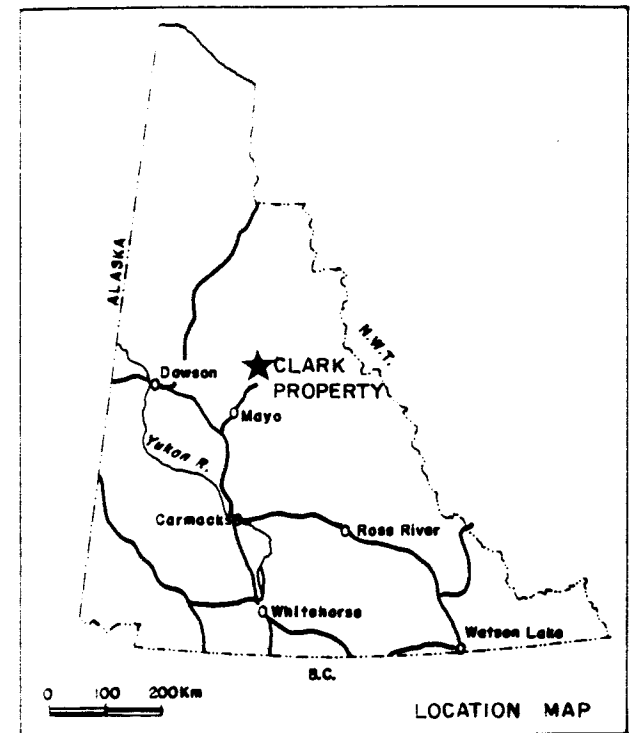 ALASKA
N.W.T.
Dawson
CLARK
PROPERTY
Mayo
Yukon R.
Carmacks
Ross River
Whitehorse
Watson Lake
B.C.
0 100 200Km
LOCATION MAP